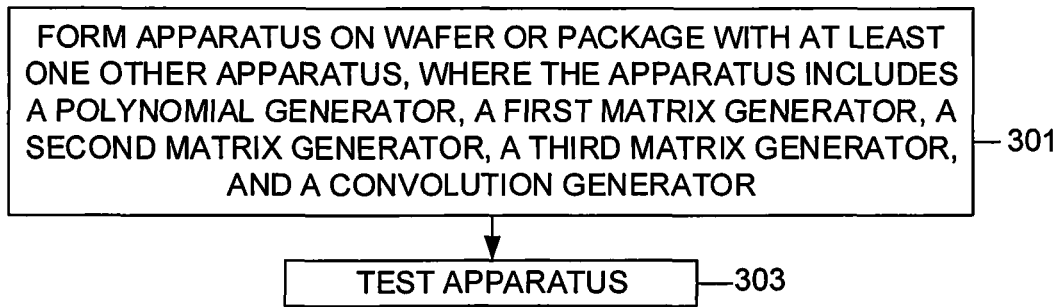 FORM APPARATUS ON WAFER OR PACKAGE WITH AT LEAST
ONE OTHER APPARATUS, WHERE THE APPARATUS INCLUDES
A POLYNOMIAL GENERATOR, A FIRST MATRIX GENERATOR, A
SECOND MATRIX GENERATOR, A THIRD MATRIX GENERATOR,
AND A CONVOLUTION GENERATOR
301
TEST APPARATUS
303